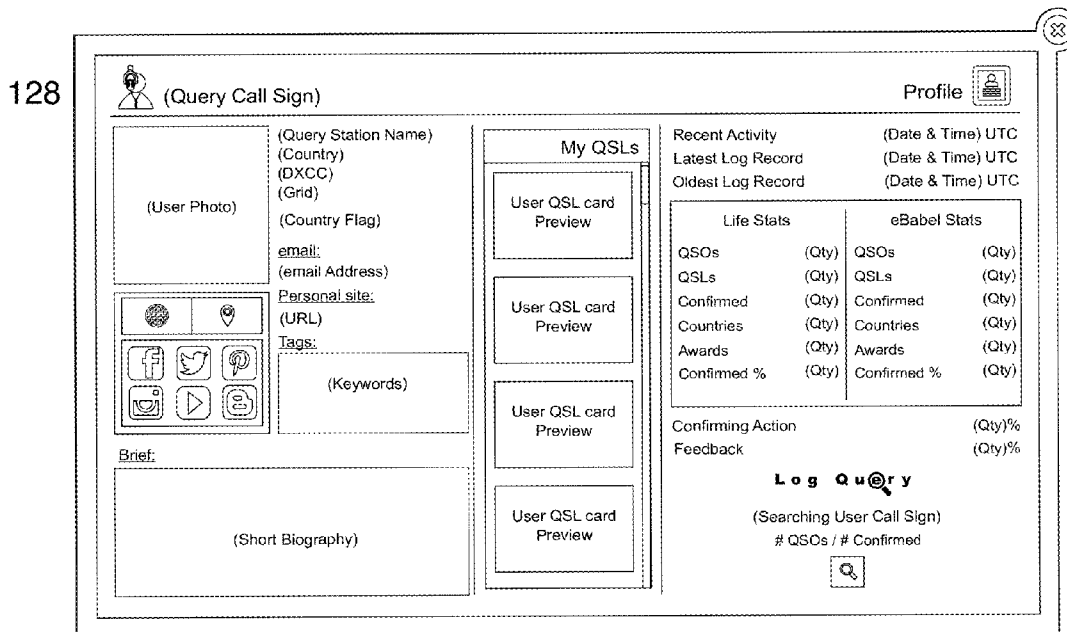 128
(Query Call Sign)
Profile
(User Photo)
(Query Station Name)
(Country)
(DXCC)
(Grid)
(Country Flag)
email:
(email Address)
Personal site:
(URL)
Tags:
(Keywords)
Brief:
(Short Biography)
My QSLs
User QSL card
Preview
User QSL card
Preview
User QSL card
Preview
User QSL card
Preview
Recent Activity (Date & Time) UTC
Latest Log Record (Date & Time) UTC
Oldest Log Record (Date & Time) UTC
Life Stats
QSOs (Qty)
QSLs (Qty)
Confirmed (Qty)
Countries (Qty)
Awards (Qty)
Confirmed % (Qty)
eBabel Stats
QSOs (Qty)
QSLs (Qty)
Confirmed (Qty)
Countries (Qty)
Awards (Qty)
Confirmed % (Qty)
Confirming Action (Qty)%
Feedback (Qty)%
Log Query
(Searching User Call Sign)
# QSOs / # Confirmed